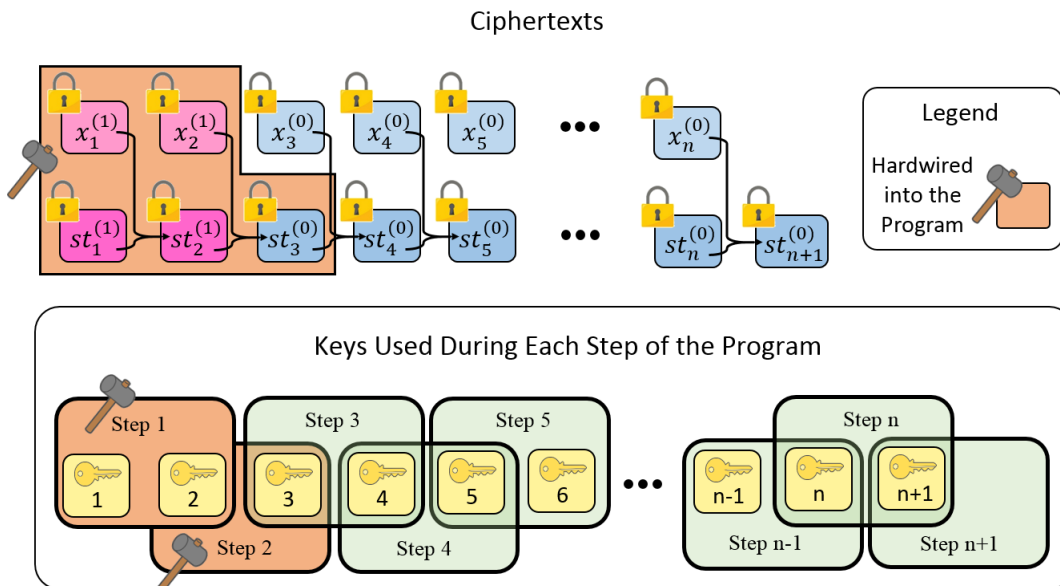 Ciphertexts
x_1^{(1)} x_2^{(1)} x_3^{(0)} x_4^{(0)} x_5^{(0)} ••• x_n^{(0)}
st_1^{(1)} st_2^{(1)} st_3^{(0)} st_4^{(0)} st_5^{(0)} ••• st_n^{(0)} st_{n+1}^{(0)}
Legend
Hardwired
into the
Program
st
Keys Used During Each Step of the Program
Step 1 Step 3 Step 5 Step n
1 2 3 4 5 6 ••• n-1 n n+1
Step 2 Step 4 Step n-1 Step n+1